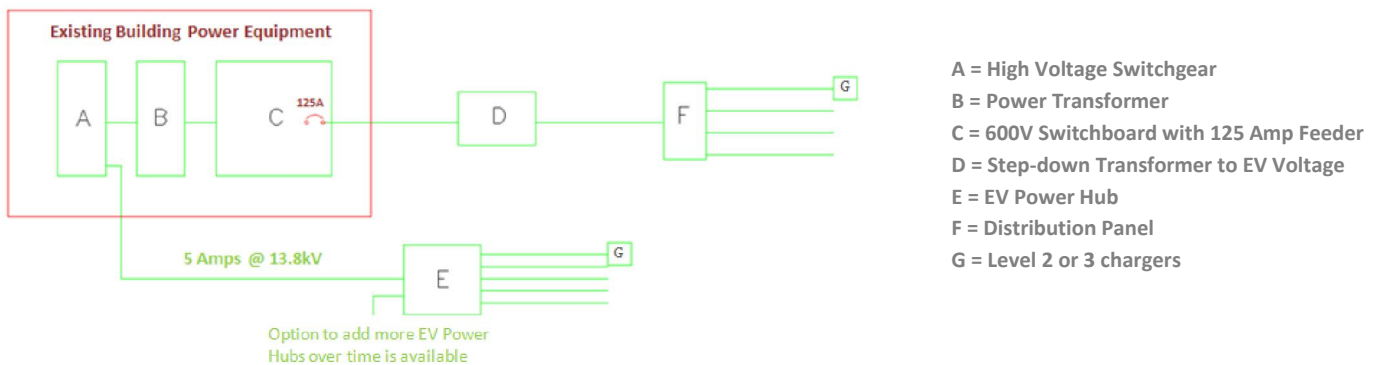 Existing Building Power Equipment
A
B
C
125A
D
F
G
5 Amps @ 13.8kV
E
G
Option to add more EV Power
Hubs over time is available
A = High Voltage Switchgear
B = Power Transformer
C = 600V Switchboard with 125 Amp Feeder
D = Step-down Transformer to EV Voltage
E = EV Power Hub
F = Distribution Panel
G = Level 2 or 3 chargers